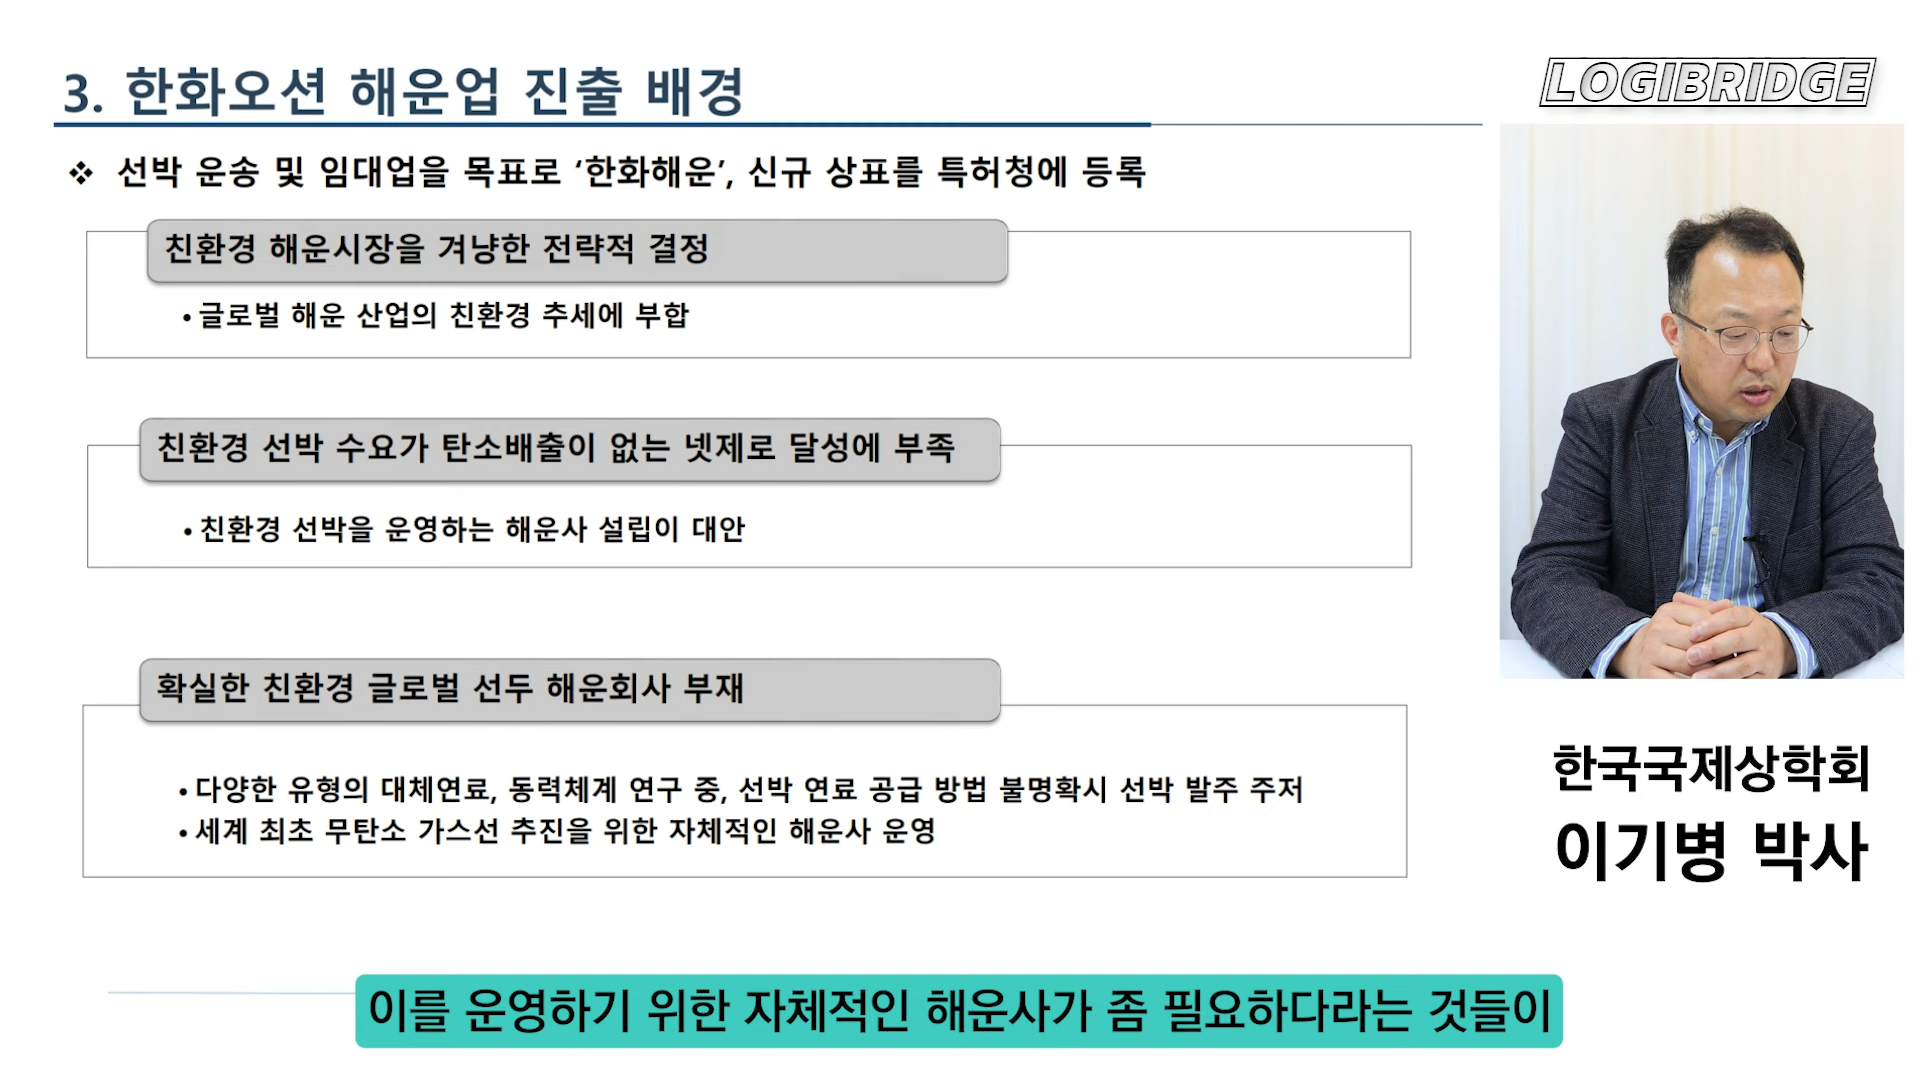 3. 한화오션 해운업 진출 배경
LOGIBRIDGE
❖ 선박 운송 및 임대업을 목표로 ‘한화해운’, 신규 상표를 특허청에 등록
친환경 해운시장을 겨냥한 전략적 결정
• 글로벌 해운 산업의 친환경 추세에 부합
친환경 선박 수요가 탄소배출이 없는 넷제로 달성에 부족
• 친환경 선박을 운영하는 해운사 설립이 대안
확실한 친환경 글로벌 선두 해운회사 부재
• 다양한 유형의 대체연료, 동력체계 연구 중, 선박 연료 공급 방법 불명확시 선박 발주 주저
• 세계 최초 무탄소 가스선 추진을 위한 자체적인 해운사 운영
한국국제상학회
이기병 박사
이를 운영하기 위한 자체적인 해운사가 좀 필요하다라는 것들이